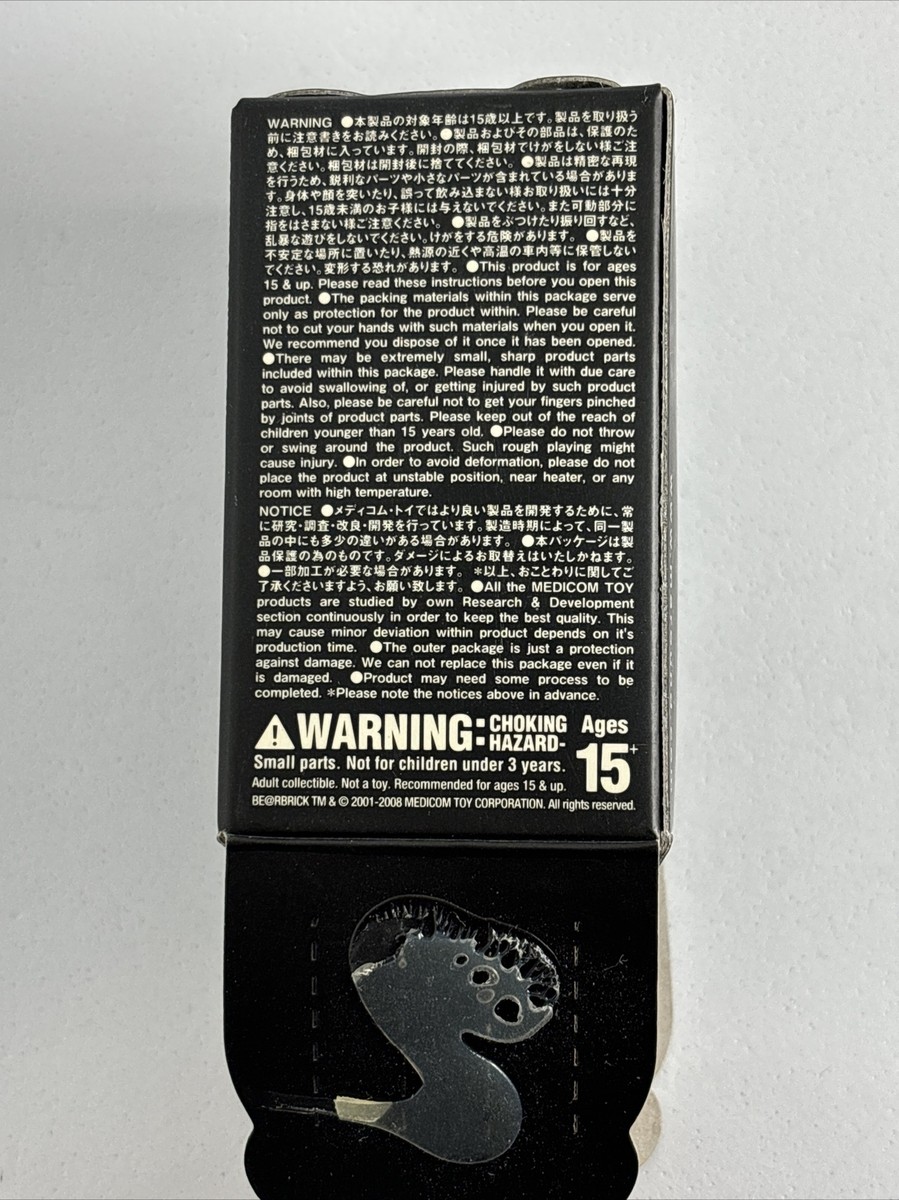 WARNING ●本製品の対象年齢は15歳以上です。製品を取り扱う
前に注意書きをお読みください。●製品およびその部品は、保護のた
め、梱包材に入っています。開封の際、梱包材でけがをしない様ご注
意ください。梱包材は開封後に捨ててください。 ●製品は精密な再現
を行うため、鋭利なパーツや小さなパーツが含まれている場合がありま
す。身体や顔を突いたり、誤って飲み込まない様お取り扱いには十分
注意し、15歳未満のお子様には与えないでください。また可動部分に
指をはさまない様ご注意ください。 ●製品をぶつけたり振り回すなど、
乱暴な遊びをしないでください。けがをする危険があります。 ●製品を
不安定な場所に置いたり、熱源の近くや高温の車内等に保管しない
でください。変形する恐れがあります。 ●This product is for ages
15 & up. Please read these instructions before you open this
product. ●The packing materials within this package serve
only as protection for the product within. Please be careful
not to cut your hands with such materials when you open it.
We recommend you dispose of it once it has been opened.
●There may be extremely small, sharp product parts
included within this package. Please handle it with due care
to avoid swallowing of, or getting injured by such product
parts. Also, please be careful not to get your fingers pinched
by joints of product parts. Please keep out of the reach of
children younger than 15 years old. ●Please do not throw
or swing around the product. Such rough playing might
cause injury. ●In order to avoid deformation, please do not
place the product at unstable position, near heater, or any
room with high temperature.
NOTICE ●メディコム・トイではより良い製品を開発するために、常
に研究・調査・改良・開発を行っています。製造時期によって、同一製
品の中にも多少の違いがある場合があります。 ●本パッケージは製
品保護の為のものです。ダメージによるお取替えはいたしかねます。
●一部加工が必要な場合があります。 *以上、おことわりに関してご
了承くださいますよう、お願い致します。 ●All the MEDICOM TOY
products are studied by own Research & Development
section continuously in order to keep the best quality. This
may cause minor deviation within product depends on it's
production time. ●The outer package is just a protection
against damage. We can not replace this package even if it
is damaged. ●Product may need some process to be
completed. *Please note the notices above in advance.
WARNING: CHOKING HAZARD- Ages 15+
Small parts. Not for children under 3 years.
Adult collectible. Not a toy. Recommended for ages 15 & up.
BE@RBRICK TM & © 2001-2008 MEDICOM TOY CORPORATION. All rights reserved.